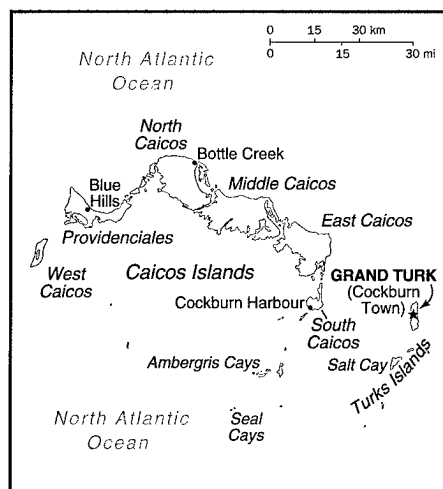 0 15 30 km
0 15 30 mi
North Atlantic
Ocean
North
Caicos
Bottle Creek
Blue
Hills
Middle Caicos
Providenciales
East Caicos
West
Caicos
Caicos Islands
GRAND TURK
(Cockburn
Town)
Cockburn Harbour
South
Caicos
Ambergris Cays
Salt Cay
Turks Islands
Seal
Cays
North Atlantic
Ocean